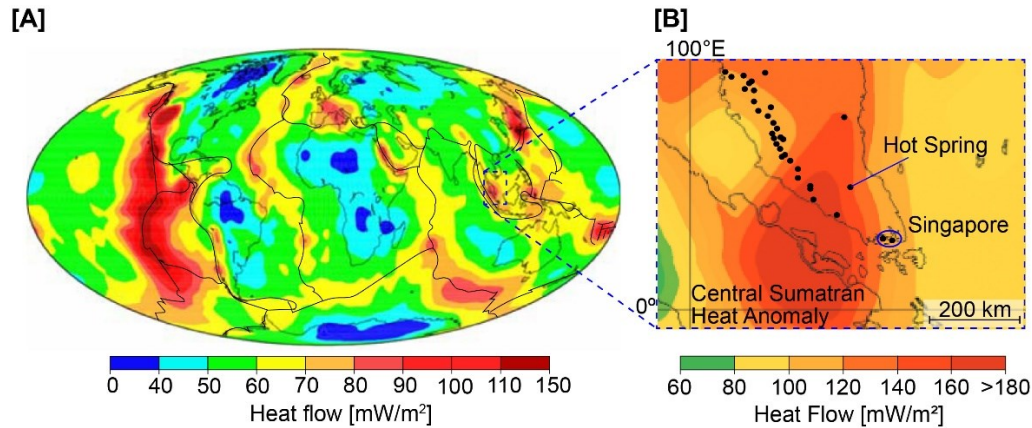 [A]
0 40 50 60 70 80 90 100 110 150
Heat flow [mW/m²]
[B]
100°E
Hot Spring
Singapore
0°
Central Sumatran
Heat Anomaly
200 km
60 80 100 120 140 160 >180
Heat Flow [mW/m²]